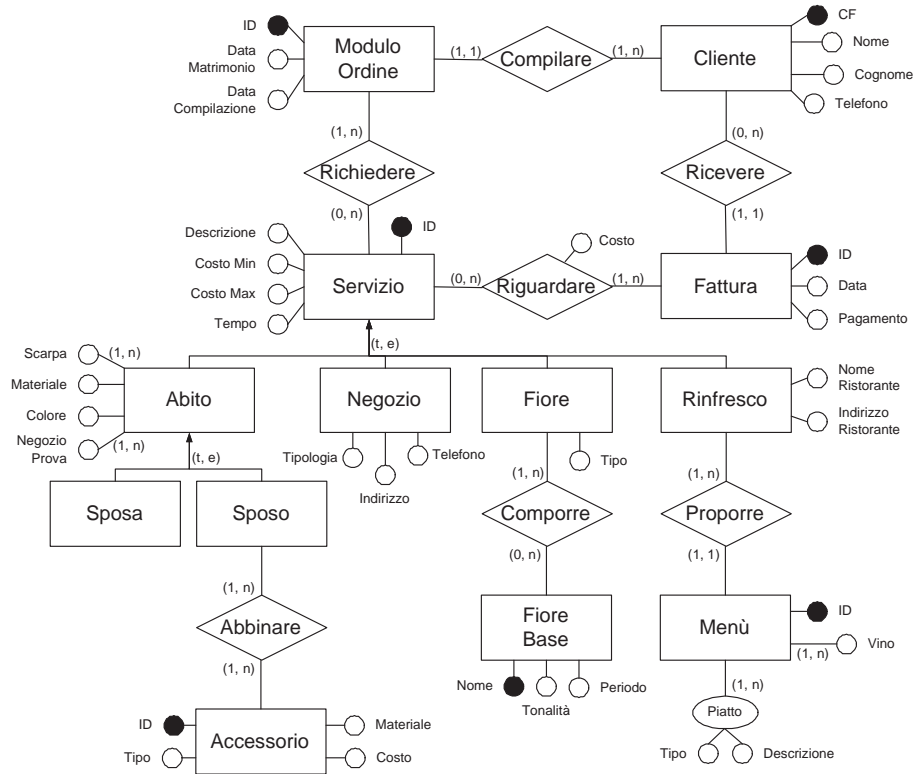 ID
CF
Data
Matrimonio
Modulo
Ordine
(1, 1)
Compilare
(1, n)
Cliente
Nome
Cognome
Data
Compilazione
Telefono
(1, n)
(0, n)
Richiedere
Ricevere
(0, n)
(1, 1)
Descrizione
ID
Costo
ID
Costo Min
Servizio
(0, n)
Riguardare
(1, n)
Fattura
Data
Costo Max
Tempo
Pagamento
(t, e)
Scarpa
(1, n)
Nome
Ristorante
Materiale
Abito
Negozio
Fiore
Rinfresco
Colore
Indirizzo
Ristorante
Negozio
Prova
(1, n)
(t, e)
Tipologia
Telefono
Tipo
Indirizzo
(1, n)
(1, n)
Sposa
Sposo
Comporre
Proporre
(0, n)
(1, 1)
(1, n)
Abbinare
(1, n)
Fiore
Base
Menù
ID
Vino
(1, n)
Nome
Tonalità
Periodo
(1, n)
Piatto
ID
Accessorio
Materiale
Tipo
Costo
Tipo
Descrizione